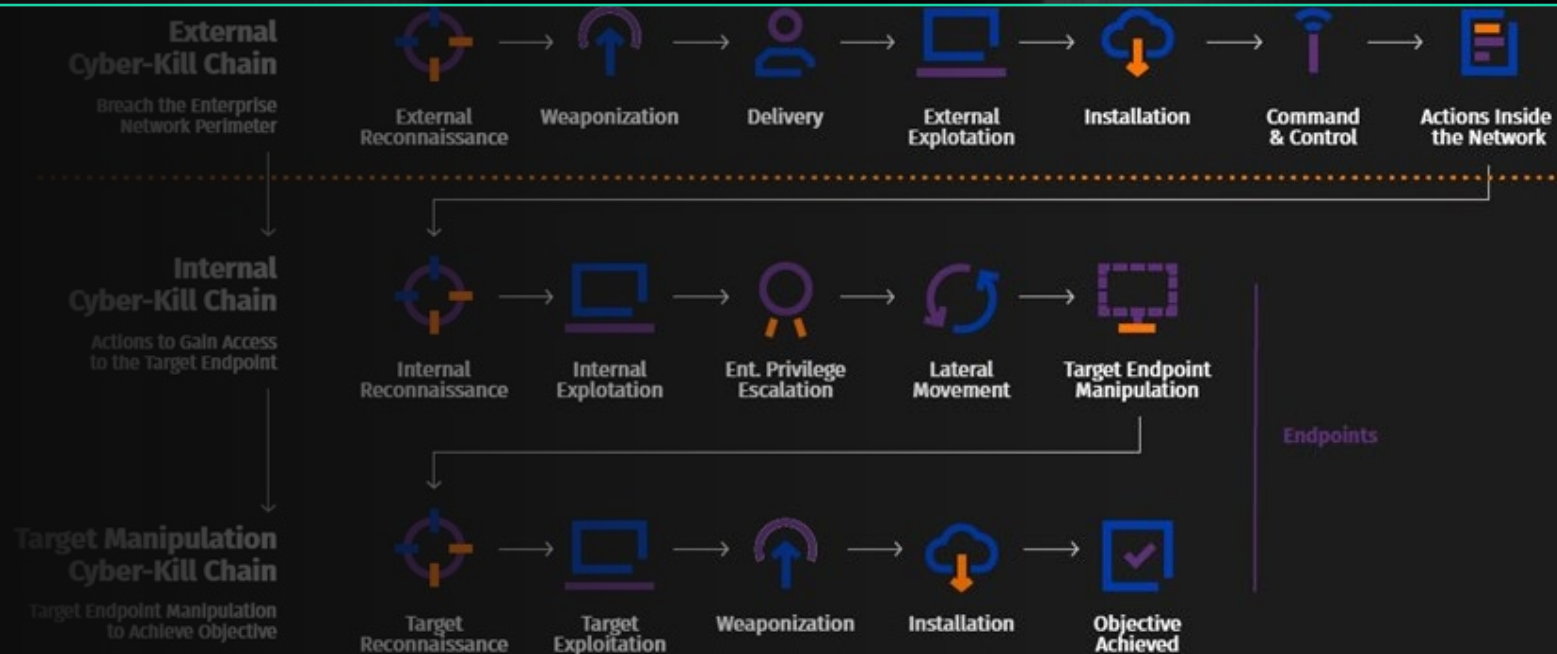 External
Cyber-Kill Chain
Breach the Enterprise
Network Perimeter
External
Reconnaissance
Weaponization
Delivery
External
Explotation
Installation
Command
& Control
Actions Inside
the Network
Internal
Cyber-Kill Chain
Actions to Gain Access
to the Target Endpoint
Internal
Reconnaissance
Internal
Explotation
Ent. Privilege
Escalation
Lateral
Movement
Target Endpoint
Manipulation
Endpoints
Target Manipulation
Cyber-Kill Chain
Target Endpoint Manipulation
to Achieve Objective
Target
Reconnaissance
Target
Exploitation
Weaponization
Installation
Objective
Achieved